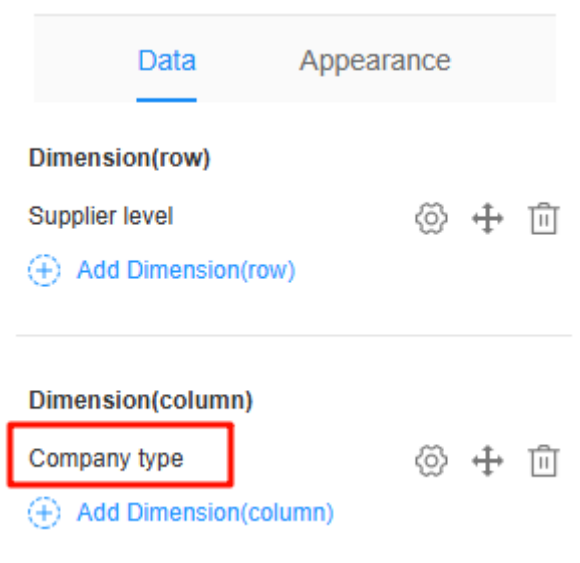 Data Appearance
Dimension(row)
Supplier level
Add Dimension(row)
Dimension(column)
Company type
Add Dimension(column)